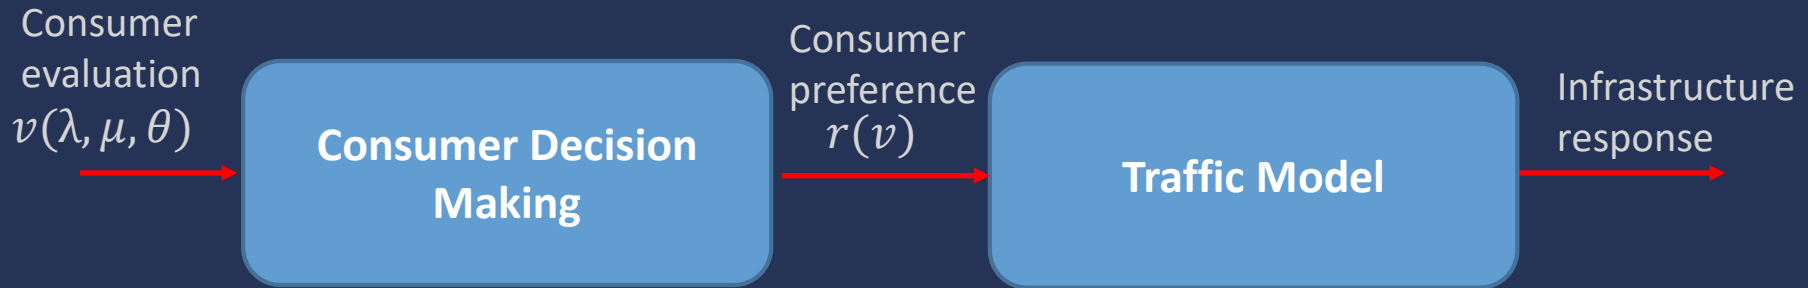 Consumer
evaluation
𝑣(λ, 𝜇, 𝜃)
Consumer Decision
Making
Consumer
preference
𝑟(𝑣)
Traffic Model
Infrastructure
response